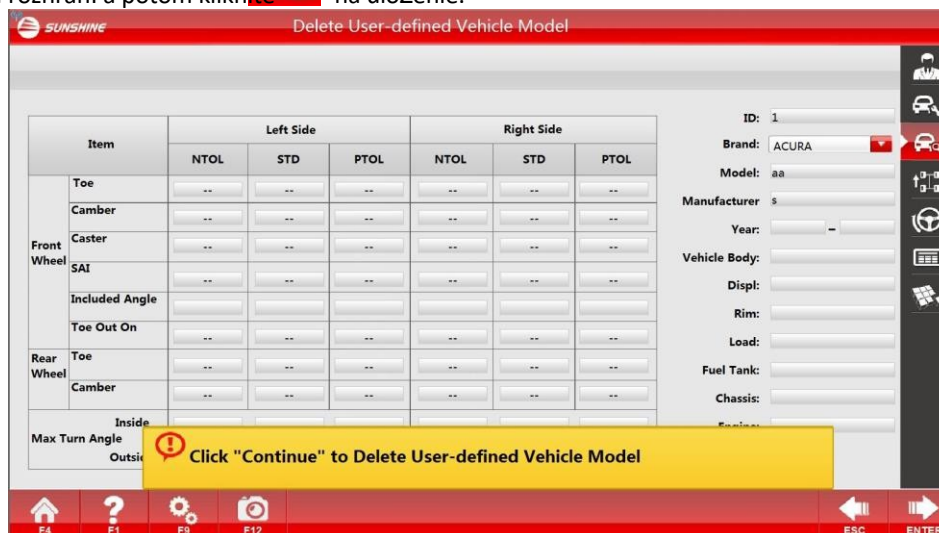 rozhraní a potom klikněte na uložení.
SUNSHINE
Delete User-defined Vehicle Model
Item
Left Side
Right Side
NTOL STD PTOL NTOL STD PTOL
Front Wheel
Toe -- -- -- -- -- --
Camber -- -- -- -- -- --
Caster -- -- -- -- -- --
SAI -- -- -- -- -- --
Included Angle
Toe Out On -- -- -- -- -- --
Rear Wheel
Toe -- -- -- -- -- --
Camber -- -- -- -- -- --
Max Turn Angle
Inside
ID: 1
Brand: ACURA
Model: aa
Manufacturer s
Year: –
Vehicle Body:
Displ:
Rim:
Load:
Fuel Tank:
Chassis:
Click "Continue" to Delete User-defined Vehicle Model
F4 F1 F9 F12 ESC ENTER